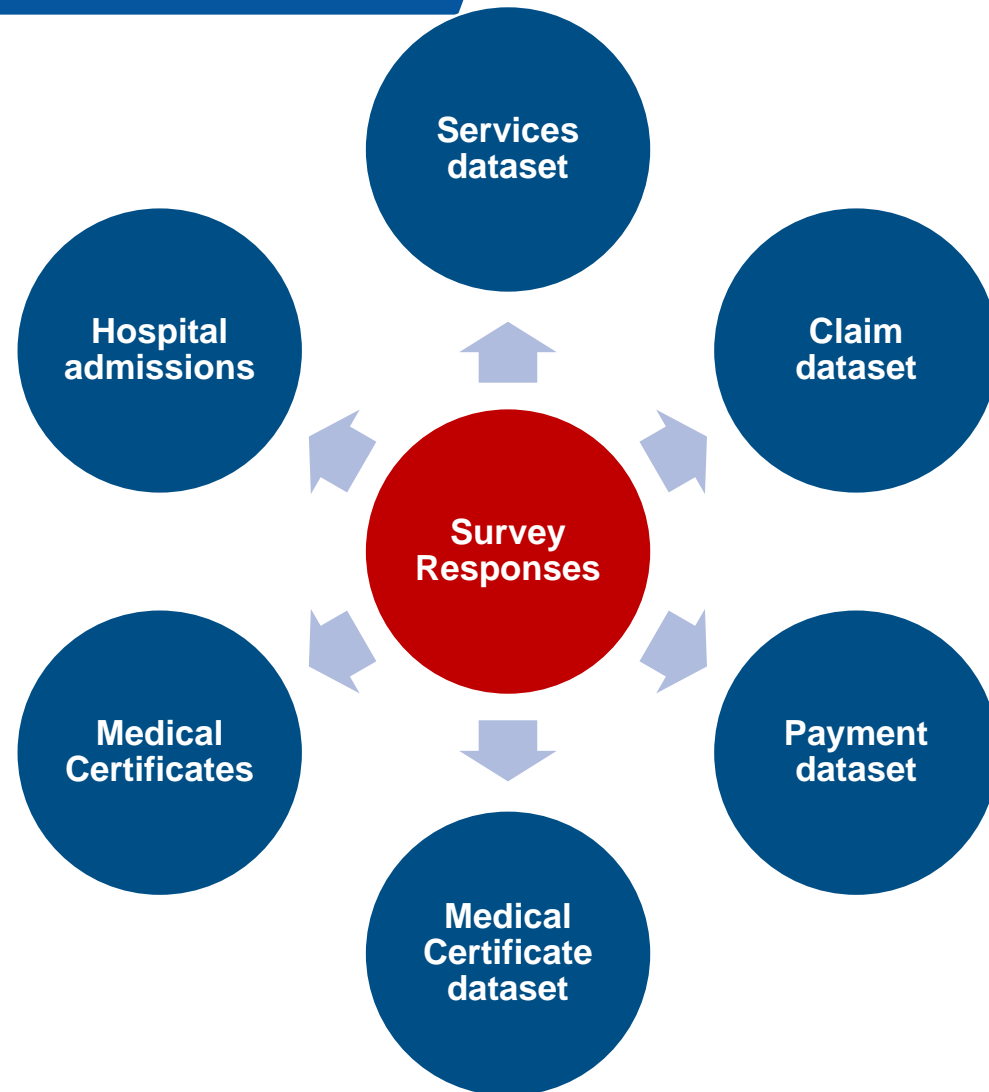 Services
dataset
Hospital
admissions
Claim
dataset
Survey
Responses
Medical
Certificates
Payment
dataset
Medical
Certificate
dataset